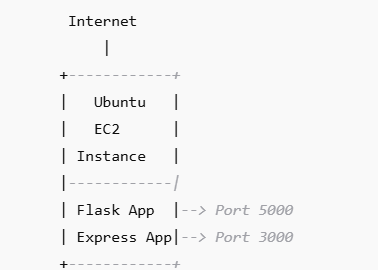 Internet
|
+------------+
|   Ubuntu   |
|   EC2      |
| Instance   |
|------------/
| Flask App  |--> Port 5000
| Express App|--> Port 3000
+------------+